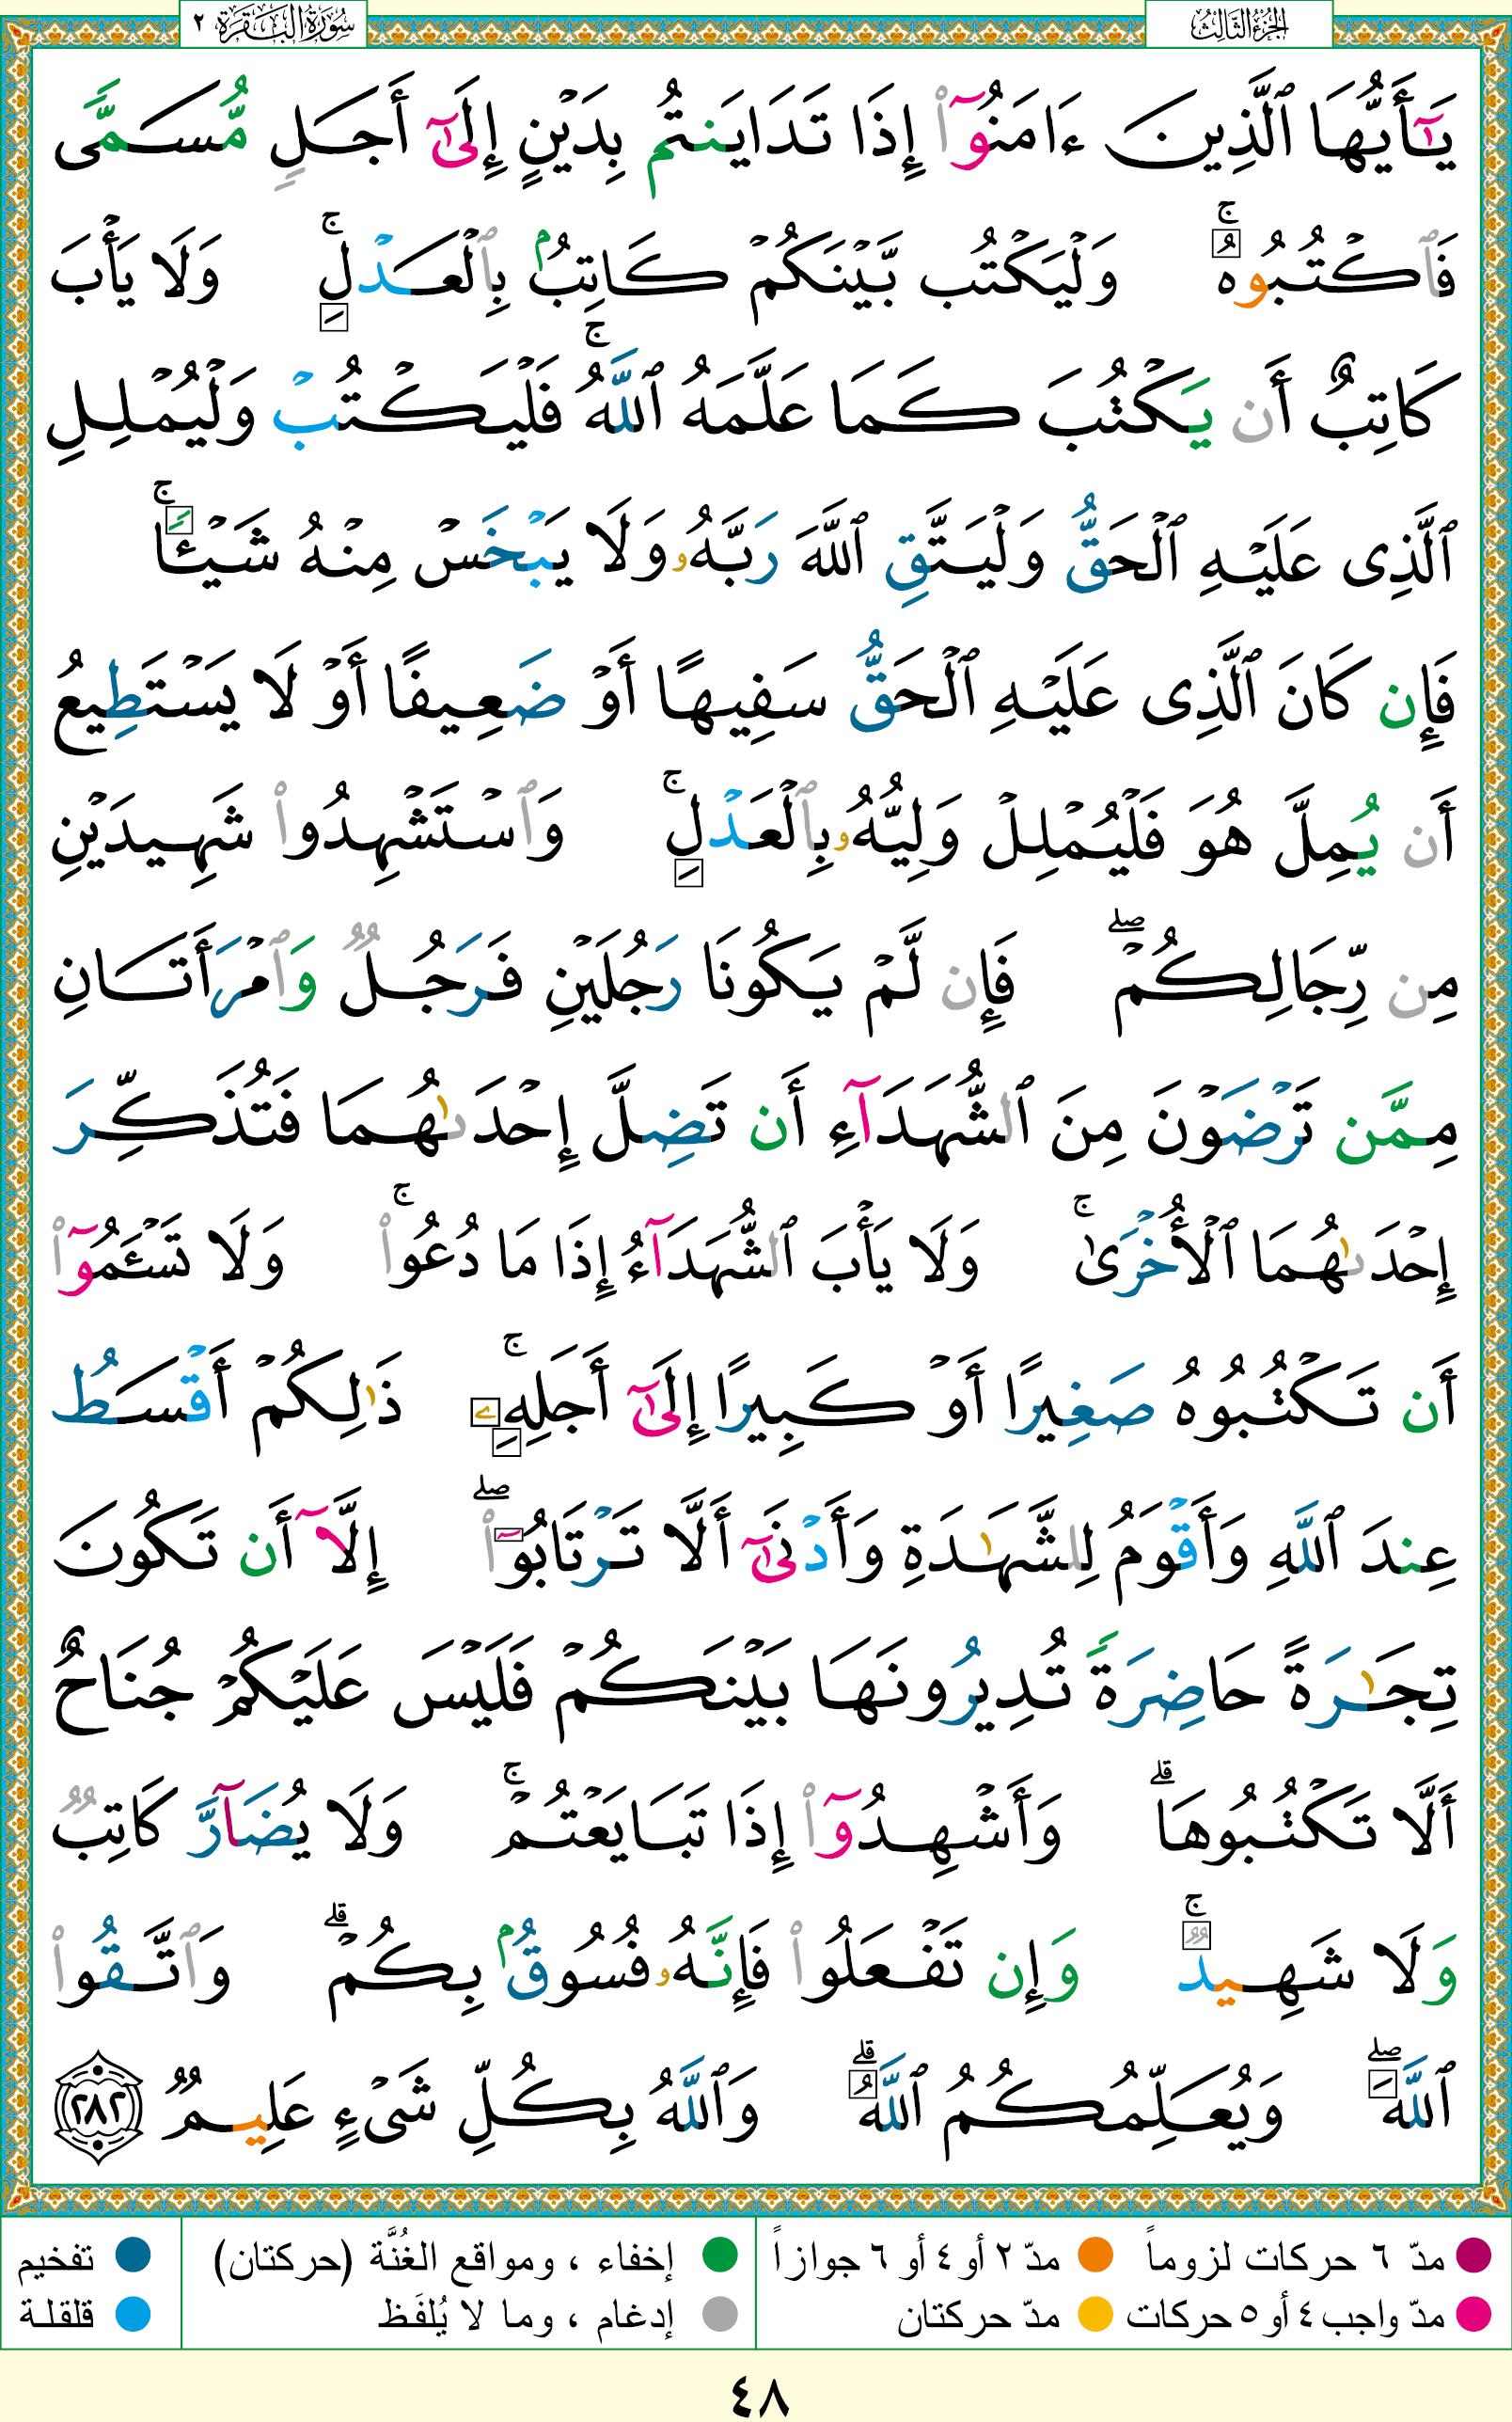 الجزء الثالث
سورة البقرة ٢
يَٰٓأَيُّهَا ٱلَّذِينَ ءَامَنُوٓا۟ إِذَا تَدَايَنتُم بِدَيْنٍ إِلَىٰٓ أَجَلٍ مُّسَمًّى
فَٱكْتُبُوهُ ۚ وَلْيَكْتُب بَّيْنَكُمْ كَاتِبٌۢ بِٱلْعَدْلِ ۚ وَلَا يَأْبَ
كَاتِبٌ أَن يَكْتُبَ كَمَا عَلَّمَهُ ٱللَّهُ ۚ فَلْيَكْتُبْ وَلْيُمْلِلِ
ٱلَّذِى عَلَيْهِ ٱلْحَقُّ وَلْيَتَّقِ ٱللَّهَ رَبَّهُۥ وَلَا يَبْخَسْ مِنْهُ شَيْـًٔا ۚ
فَإِن كَانَ ٱلَّذِى عَلَيْهِ ٱلْحَقُّ سَفِيهًا أَوْ ضَعِيفًا أَوْ لَا يَسْتَطِيعُ
أَن يُمِلَّ هُوَ فَلْيُمْلِلْ وَلِيُّهُۥ بِٱلْعَدْلِ ۚ وَٱسْتَشْهِدُوا۟ شَهِيدَيْنِ
مِن رِّجَالِكُمْ ۖ فَإِن لَّمْ يَكُونَا رَجُلَيْنِ فَرَجُلٌ وَٱمْرَأَتَانِ
مِمَّن تَرْضَوْنَ مِنَ ٱلشُّهَدَآءِ أَن تَضِلَّ إِحْدَىٰهُمَا فَتُذَكِّرَ
إِحْدَىٰهُمَا ٱلْأُخْرَىٰ ۚ وَلَا يَأْبَ ٱلشُّهَدَآءُ إِذَا مَا دُعُوا۟ ۚ وَلَا تَسْـَٔمُوٓا۟
أَن تَكْتُبُوهُ صَغِيرًا أَوْ كَبِيرًا إِلَىٰٓ أَجَلِهِۦ ۚ ذَٰلِكُمْ أَقْسَطُ
عِندَ ٱللَّهِ وَأَقْوَمُ لِلشَّهَٰدَةِ وَأَدْنَىٰٓ أَلَّا تَرْتَابُوٓا۟ ۖ إِلَّآ أَن تَكُونَ
تِجَٰرَةً حَاضِرَةً تُدِيرُونَهَا بَيْنَكُمْ فَلَيْسَ عَلَيْكُمْ جُنَاحٌ
أَلَّا تَكْتُبُوهَا ۗ وَأَشْهِدُوٓا۟ إِذَا تَبَايَعْتُمْ ۚ وَلَا يُضَآرَّ كَاتِبٌ
وَلَا شَهِيدٌ ۚ وَإِن تَفْعَلُوا۟ فَإِنَّهُۥ فُسُوقٌۢ بِكُمْ ۗ وَٱتَّقُوا۟
ٱللَّهَ ۖ وَيُعَلِّمُكُمُ ٱللَّهُ ۗ وَٱللَّهُ بِكُلِّ شَىْءٍ عَلِيمٌ ٢٨٢
مدّ ٦ حركات لزوماً مدّ ٢ أو ٤ أو ٦ جوازاً إخفاء ، ومواقع الغُنَّة (حركتان) تفخيم
مدّ واجب ٤ أو ٥ حركات مدّ حركتان إدغام ، وما لا يُلفَظ قلقلة
٤٨